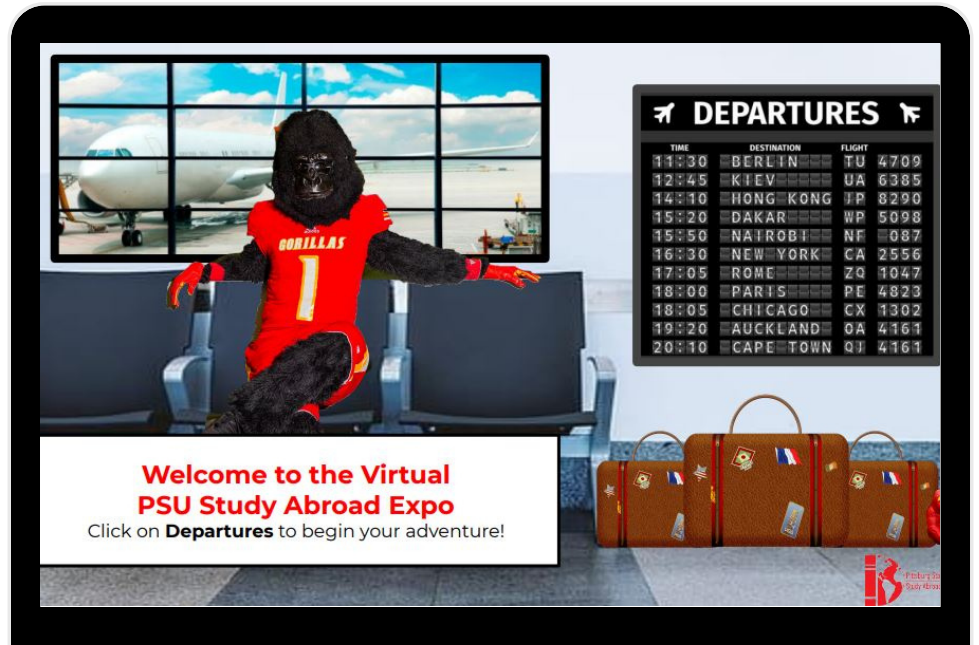 DEPARTURES
TIME DESTINATION FLIGHT
11:30 BERLIN TU 4709
12:45 KIEV UA 6385
14:10 HONG KONG JP 8290
15:20 DAKAR WP 5098
15:50 NAIROBI NF 087
16:30 NEW YORK CA 2556
17:05 ROME ZQ 1047
18:00 PARIS PE 4823
18:05 CHICAGO CX 1302
19:20 AUCKLAND OA 4161
20:10 CAPE TOWN QJ 4161
GORILLAS
1
Welcome to the Virtual
PSU Study Abroad Expo
Click on Departures to begin your adventure!
Study Abroad